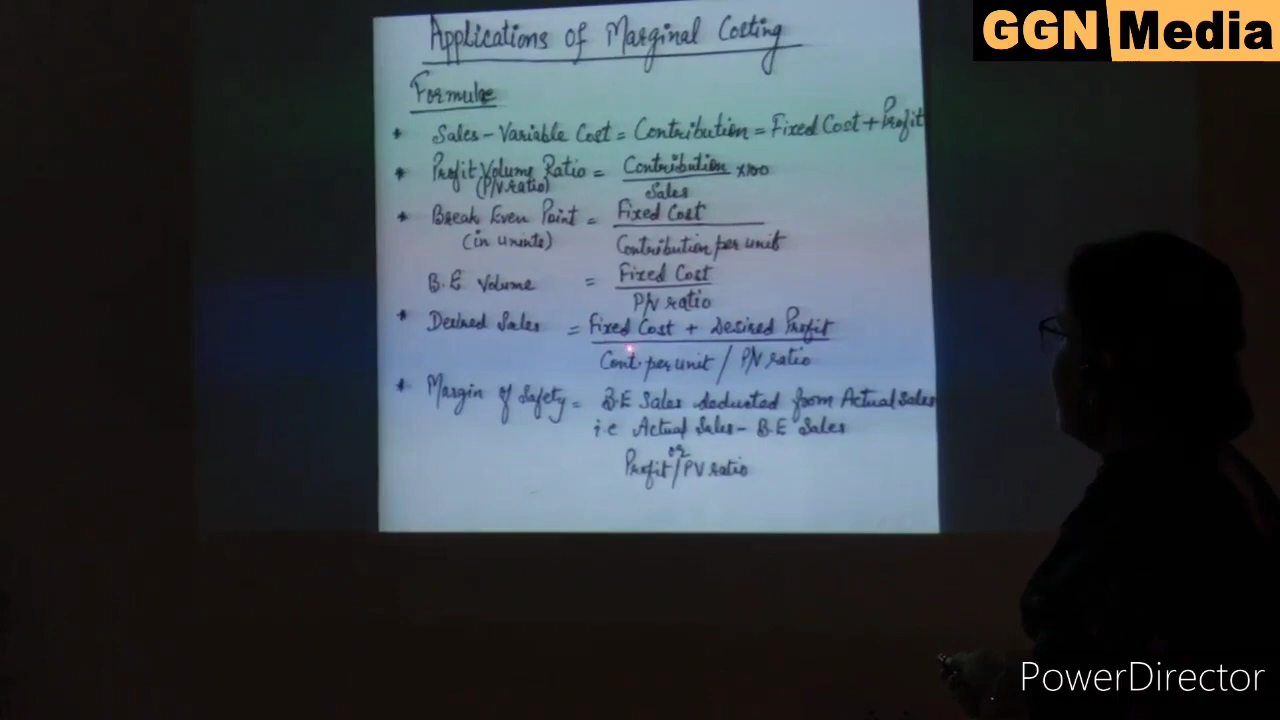 GGN Media
Applications of Marginal Costing
Formule
* Sales - Variable Cost = Contribution = Fixed Cost + Profit
* Profit Volume Ratio = Contribution x100
(P/V ratio)
Sales
* Break Even Point = Fixed Cost
(in uninte) Contribution per unit
B.E Volume = Fixed Cost
P/V ratio
* Desired Sales = Fixed Cost + Desired Profit
Cont. per unit / P/V ratio
* Margin of Safety = B.E Sales deducted from Actual Sales
i.e Actual Sales - B.E Sales
or
Profit / PV ratio
PowerDirector